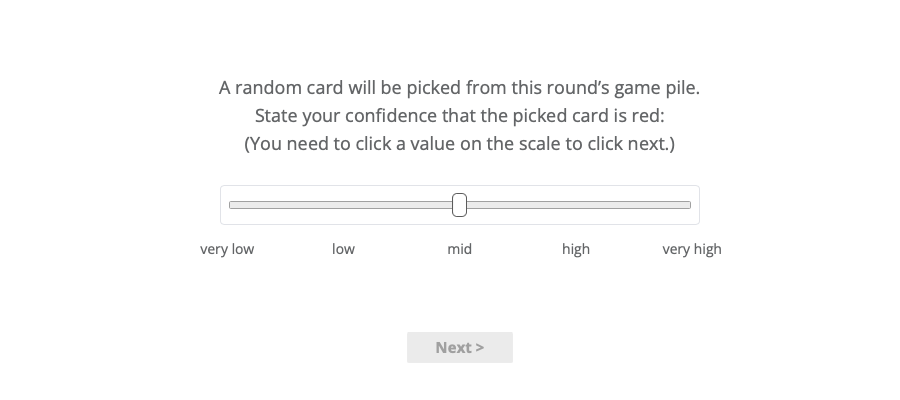 A random card will be picked from this round’s game pile.
State your confidence that the picked card is red:
(You need to click a value on the scale to click next.)
very low low mid high very high
Next >